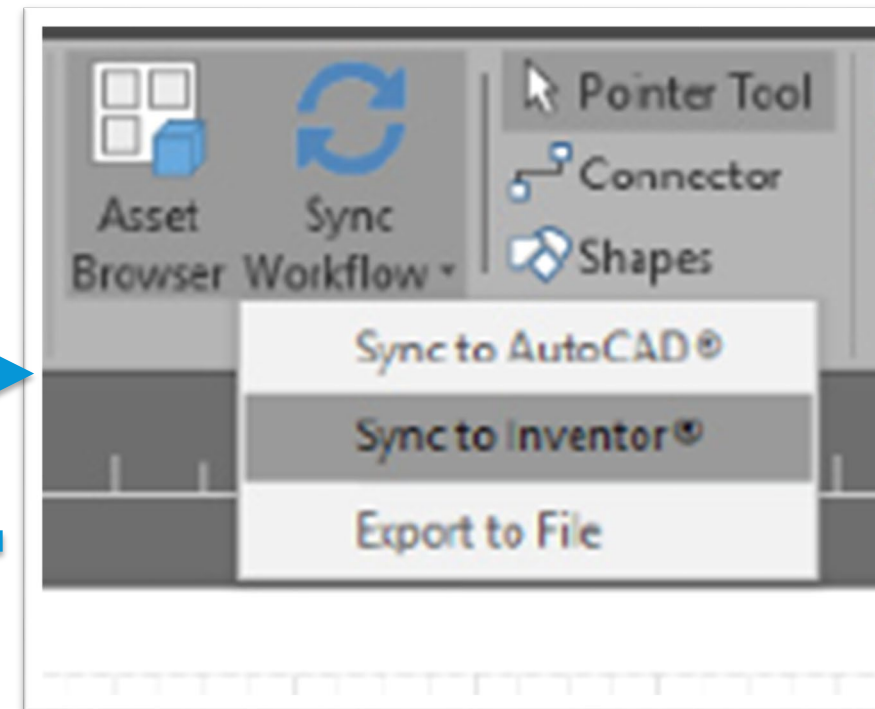 Asset
Browser
Sync
Workflow
Pointer Tool
Connector
Shapes
Sync to AutoCAD®
Sync to Inventor®
Export to File